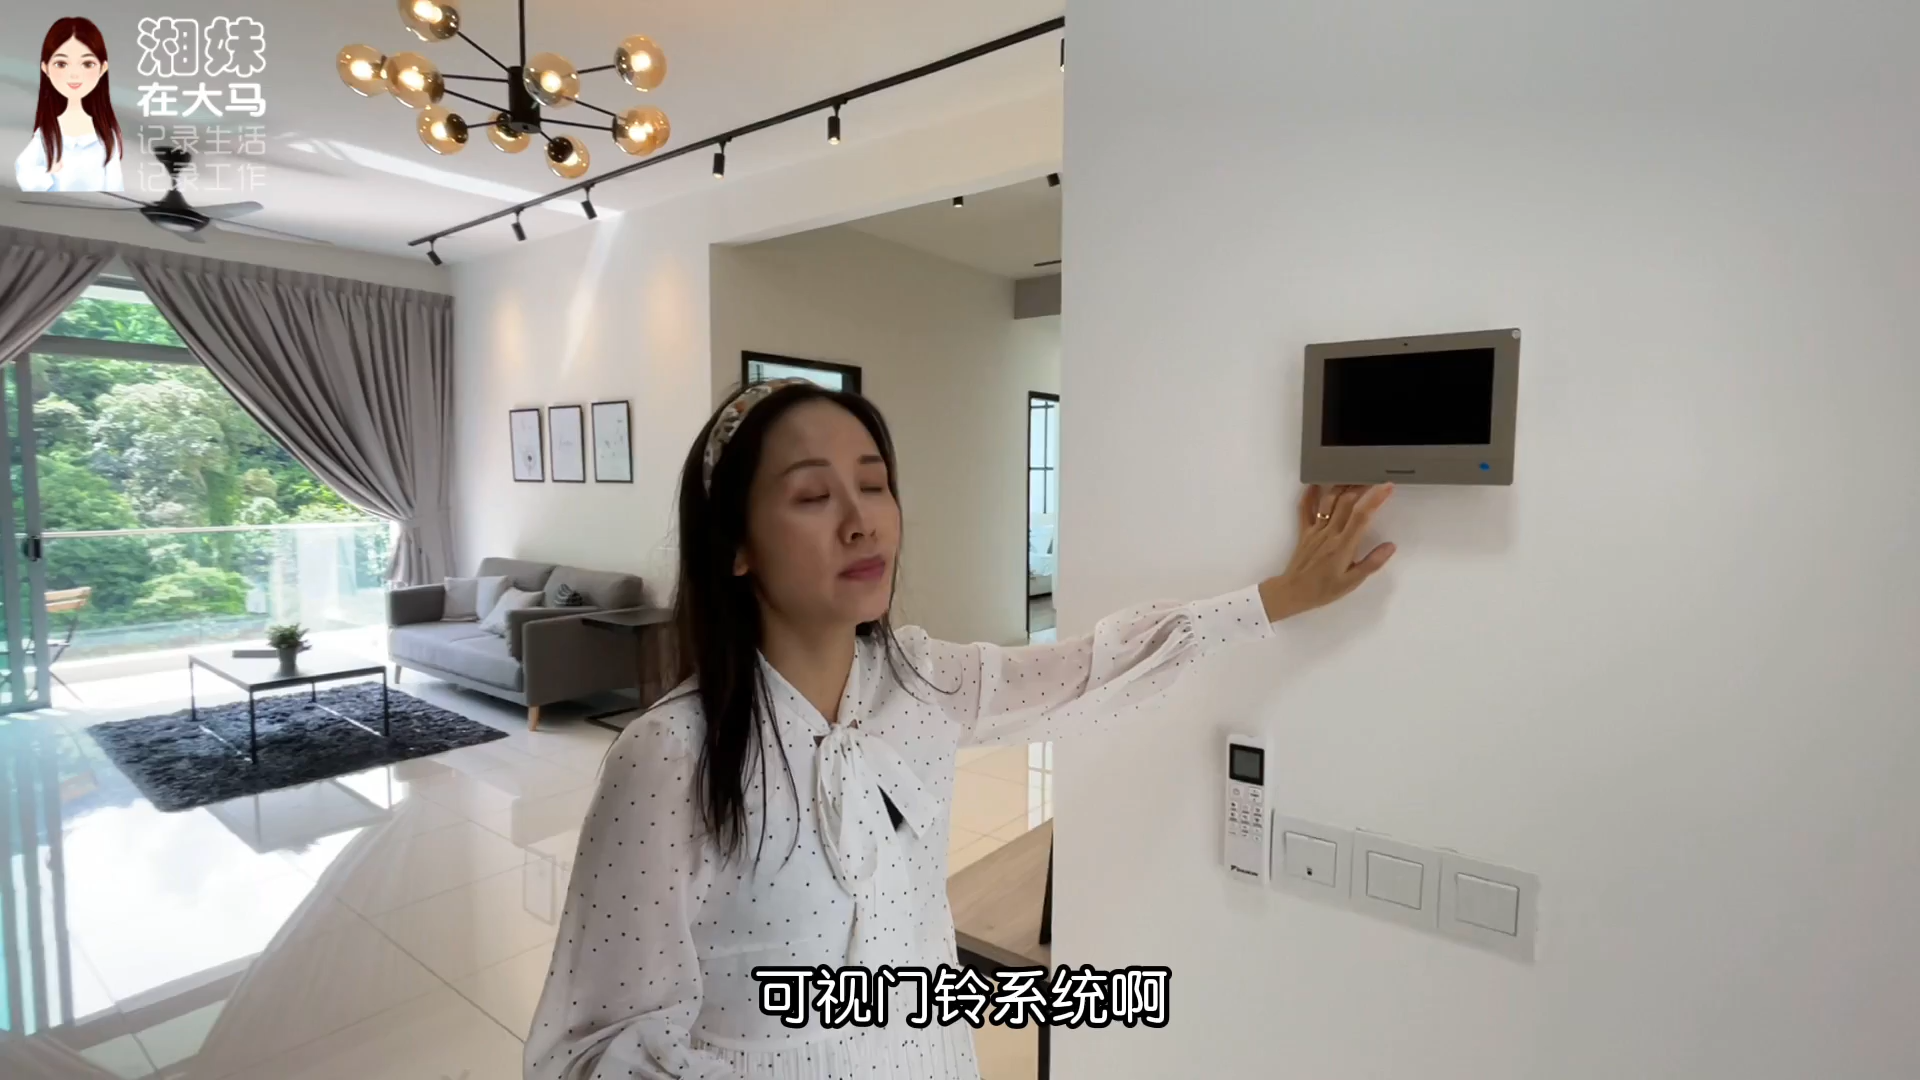 湘妹
在大马
记录生活
记录工作
可视门铃系统啊